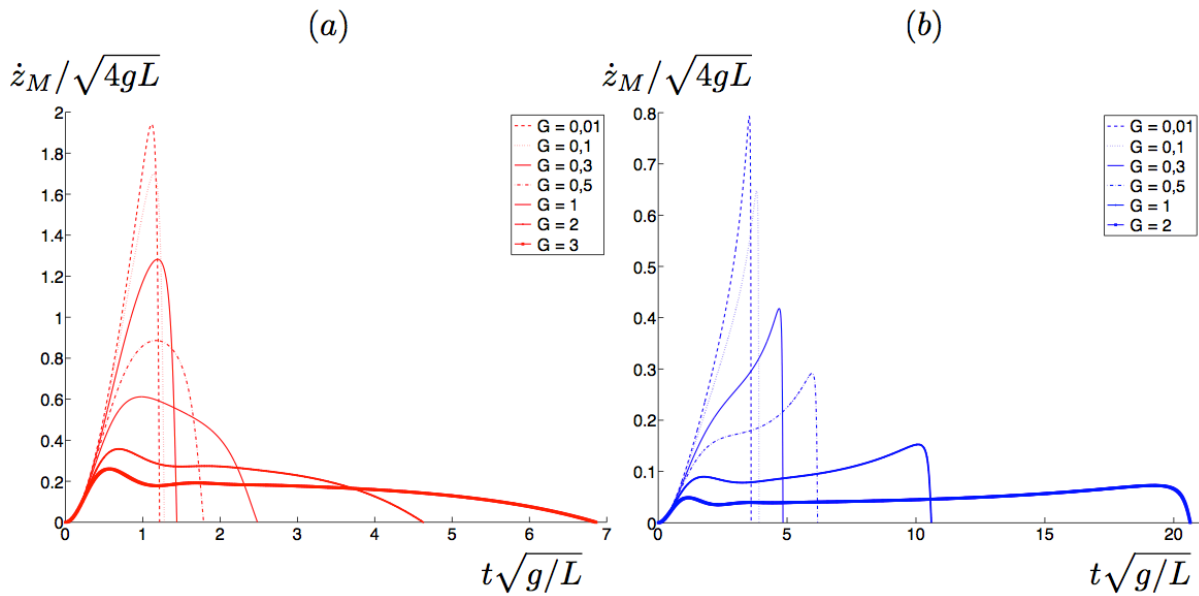 (a)
ż_M/√4gL
2
1.8
1.6
1.4
1.2
1
0.8
0.6
0.4
0.2
0
0
1
2
3
4
5
6
7
t√g/L
G = 0,01
G = 0,1
G = 0,3
G = 0,5
G = 1
G = 2
G = 3
(b)
ż_M/√4gL
0.8
0.7
0.6
0.5
0.4
0.3
0.2
0.1
0
0
5
10
15
20
t√g/L
G = 0,01
G = 0,1
G = 0,3
G = 0,5
G = 1
G = 2